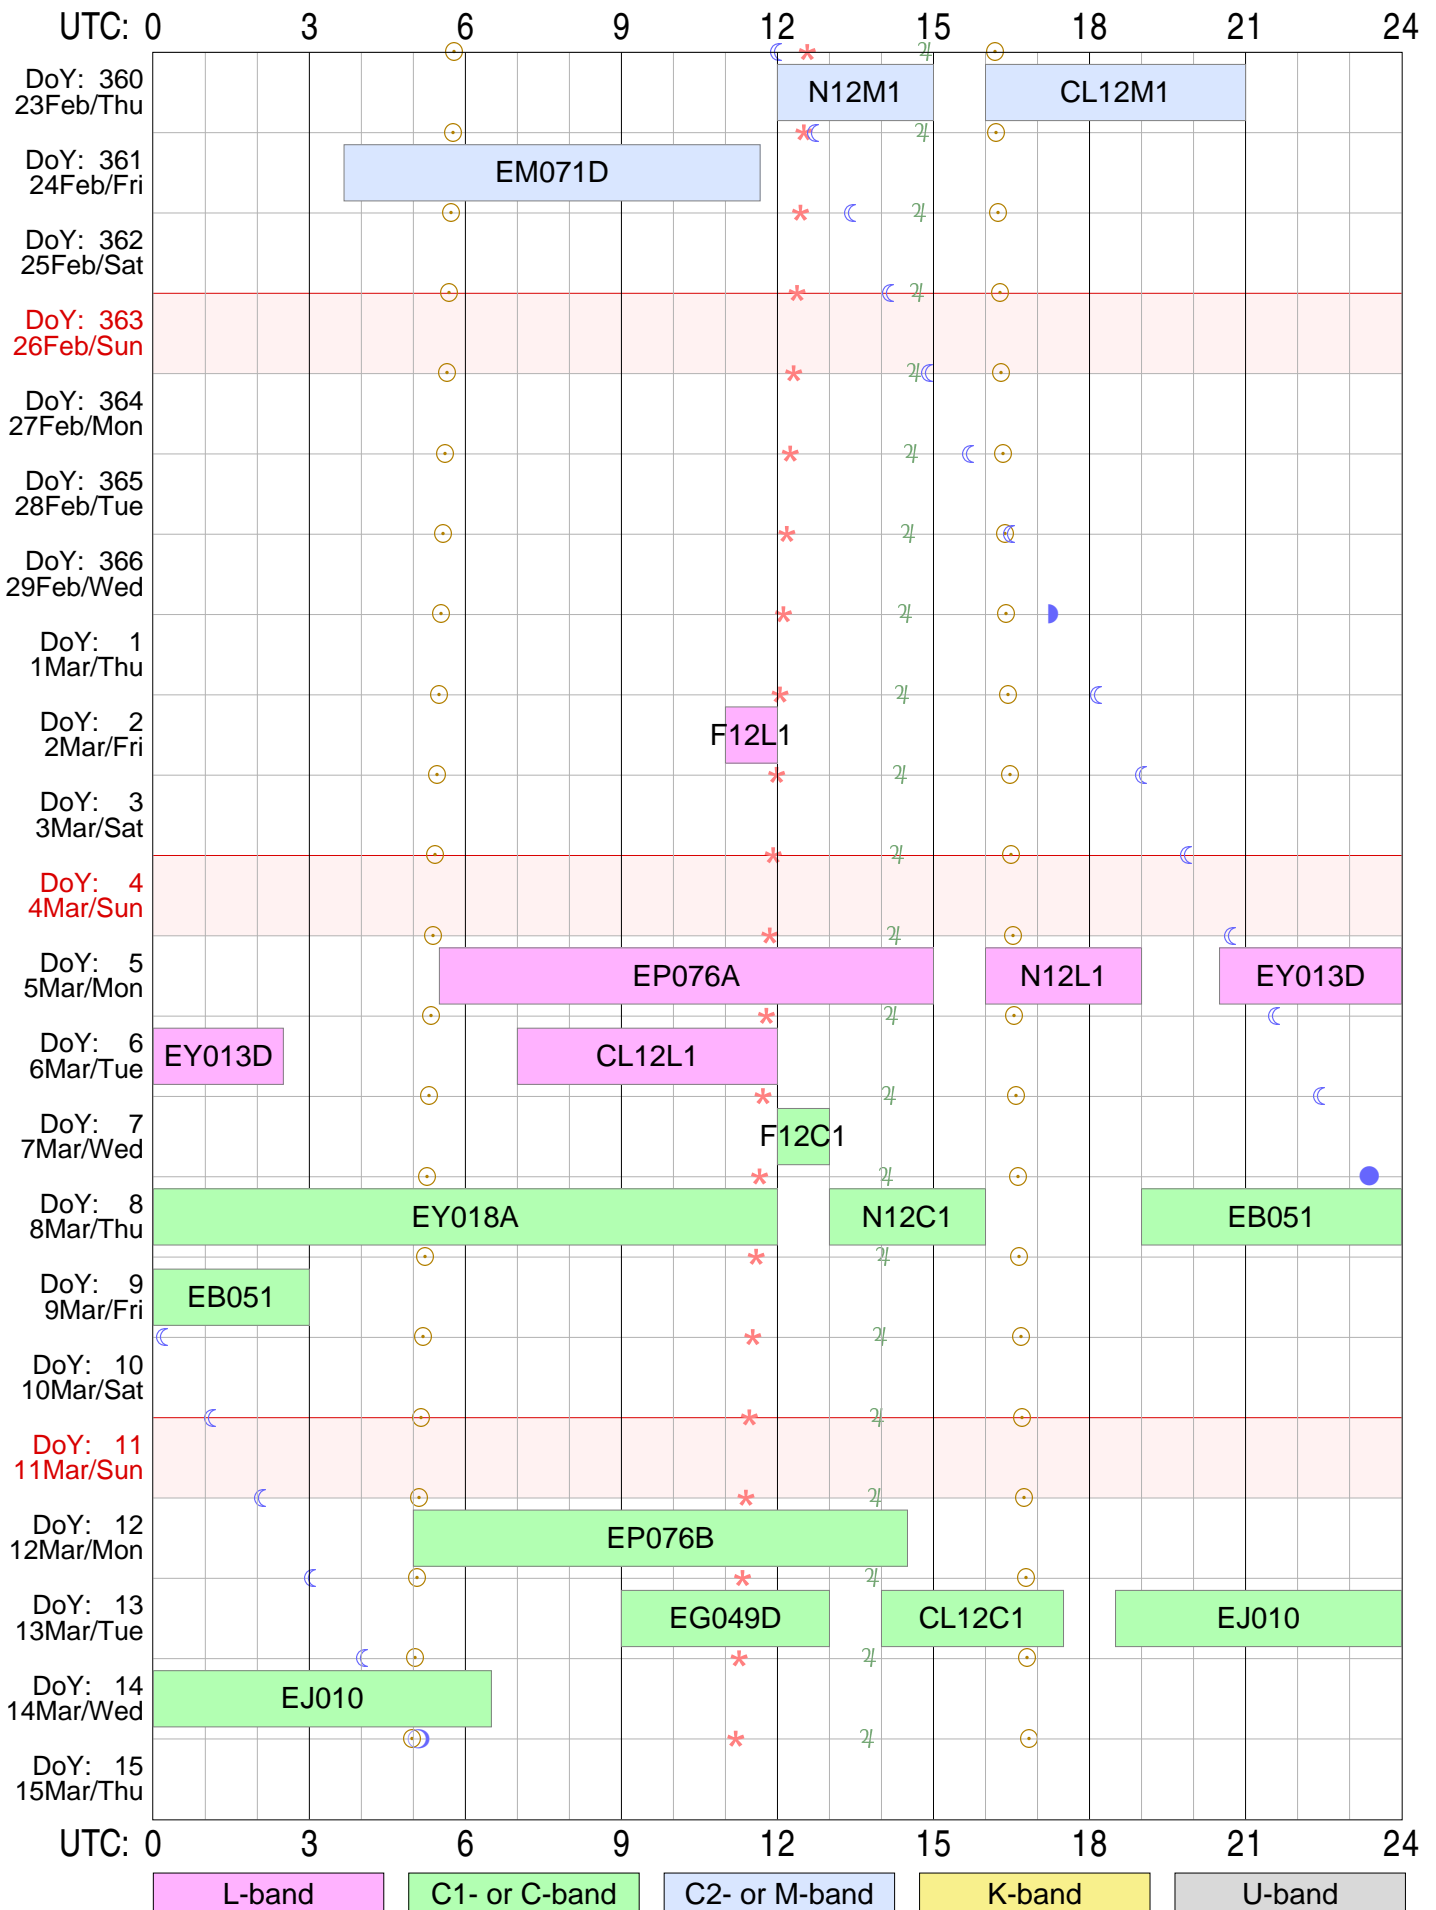 UTC: 0 3 6 9 12 15 18 21 24
DoY: 360
23Feb/Thu
N12M1 CL12M1
DoY: 361
24Feb/Fri
EM071D
DoY: 362
25Feb/Sat
DoY: 363
26Feb/Sun
DoY: 364
27Feb/Mon
DoY: 365
28Feb/Tue
DoY: 366
29Feb/Wed
DoY: 1
1Mar/Thu
DoY: 2
2Mar/Fri
F12L1
DoY: 3
3Mar/Sat
DoY: 4
4Mar/Sun
DoY: 5
5Mar/Mon
EP076A N12L1 EY013D
DoY: 6
6Mar/Tue
EY013D CL12L1
DoY: 7
7Mar/Wed
F12C1
DoY: 8
8Mar/Thu
EY018A N12C1 EB051
DoY: 9
9Mar/Fri
EB051
DoY: 10
10Mar/Sat
DoY: 11
11Mar/Sun
DoY: 12
12Mar/Mon
EP076B
DoY: 13
13Mar/Tue
EG049D CL12C1 EJ010
DoY: 14
14Mar/Wed
EJ010
DoY: 15
15Mar/Thu
UTC: 0 3 6 9 12 15 18 21 24
L-band C1- or C-band C2- or M-band K-band U-band